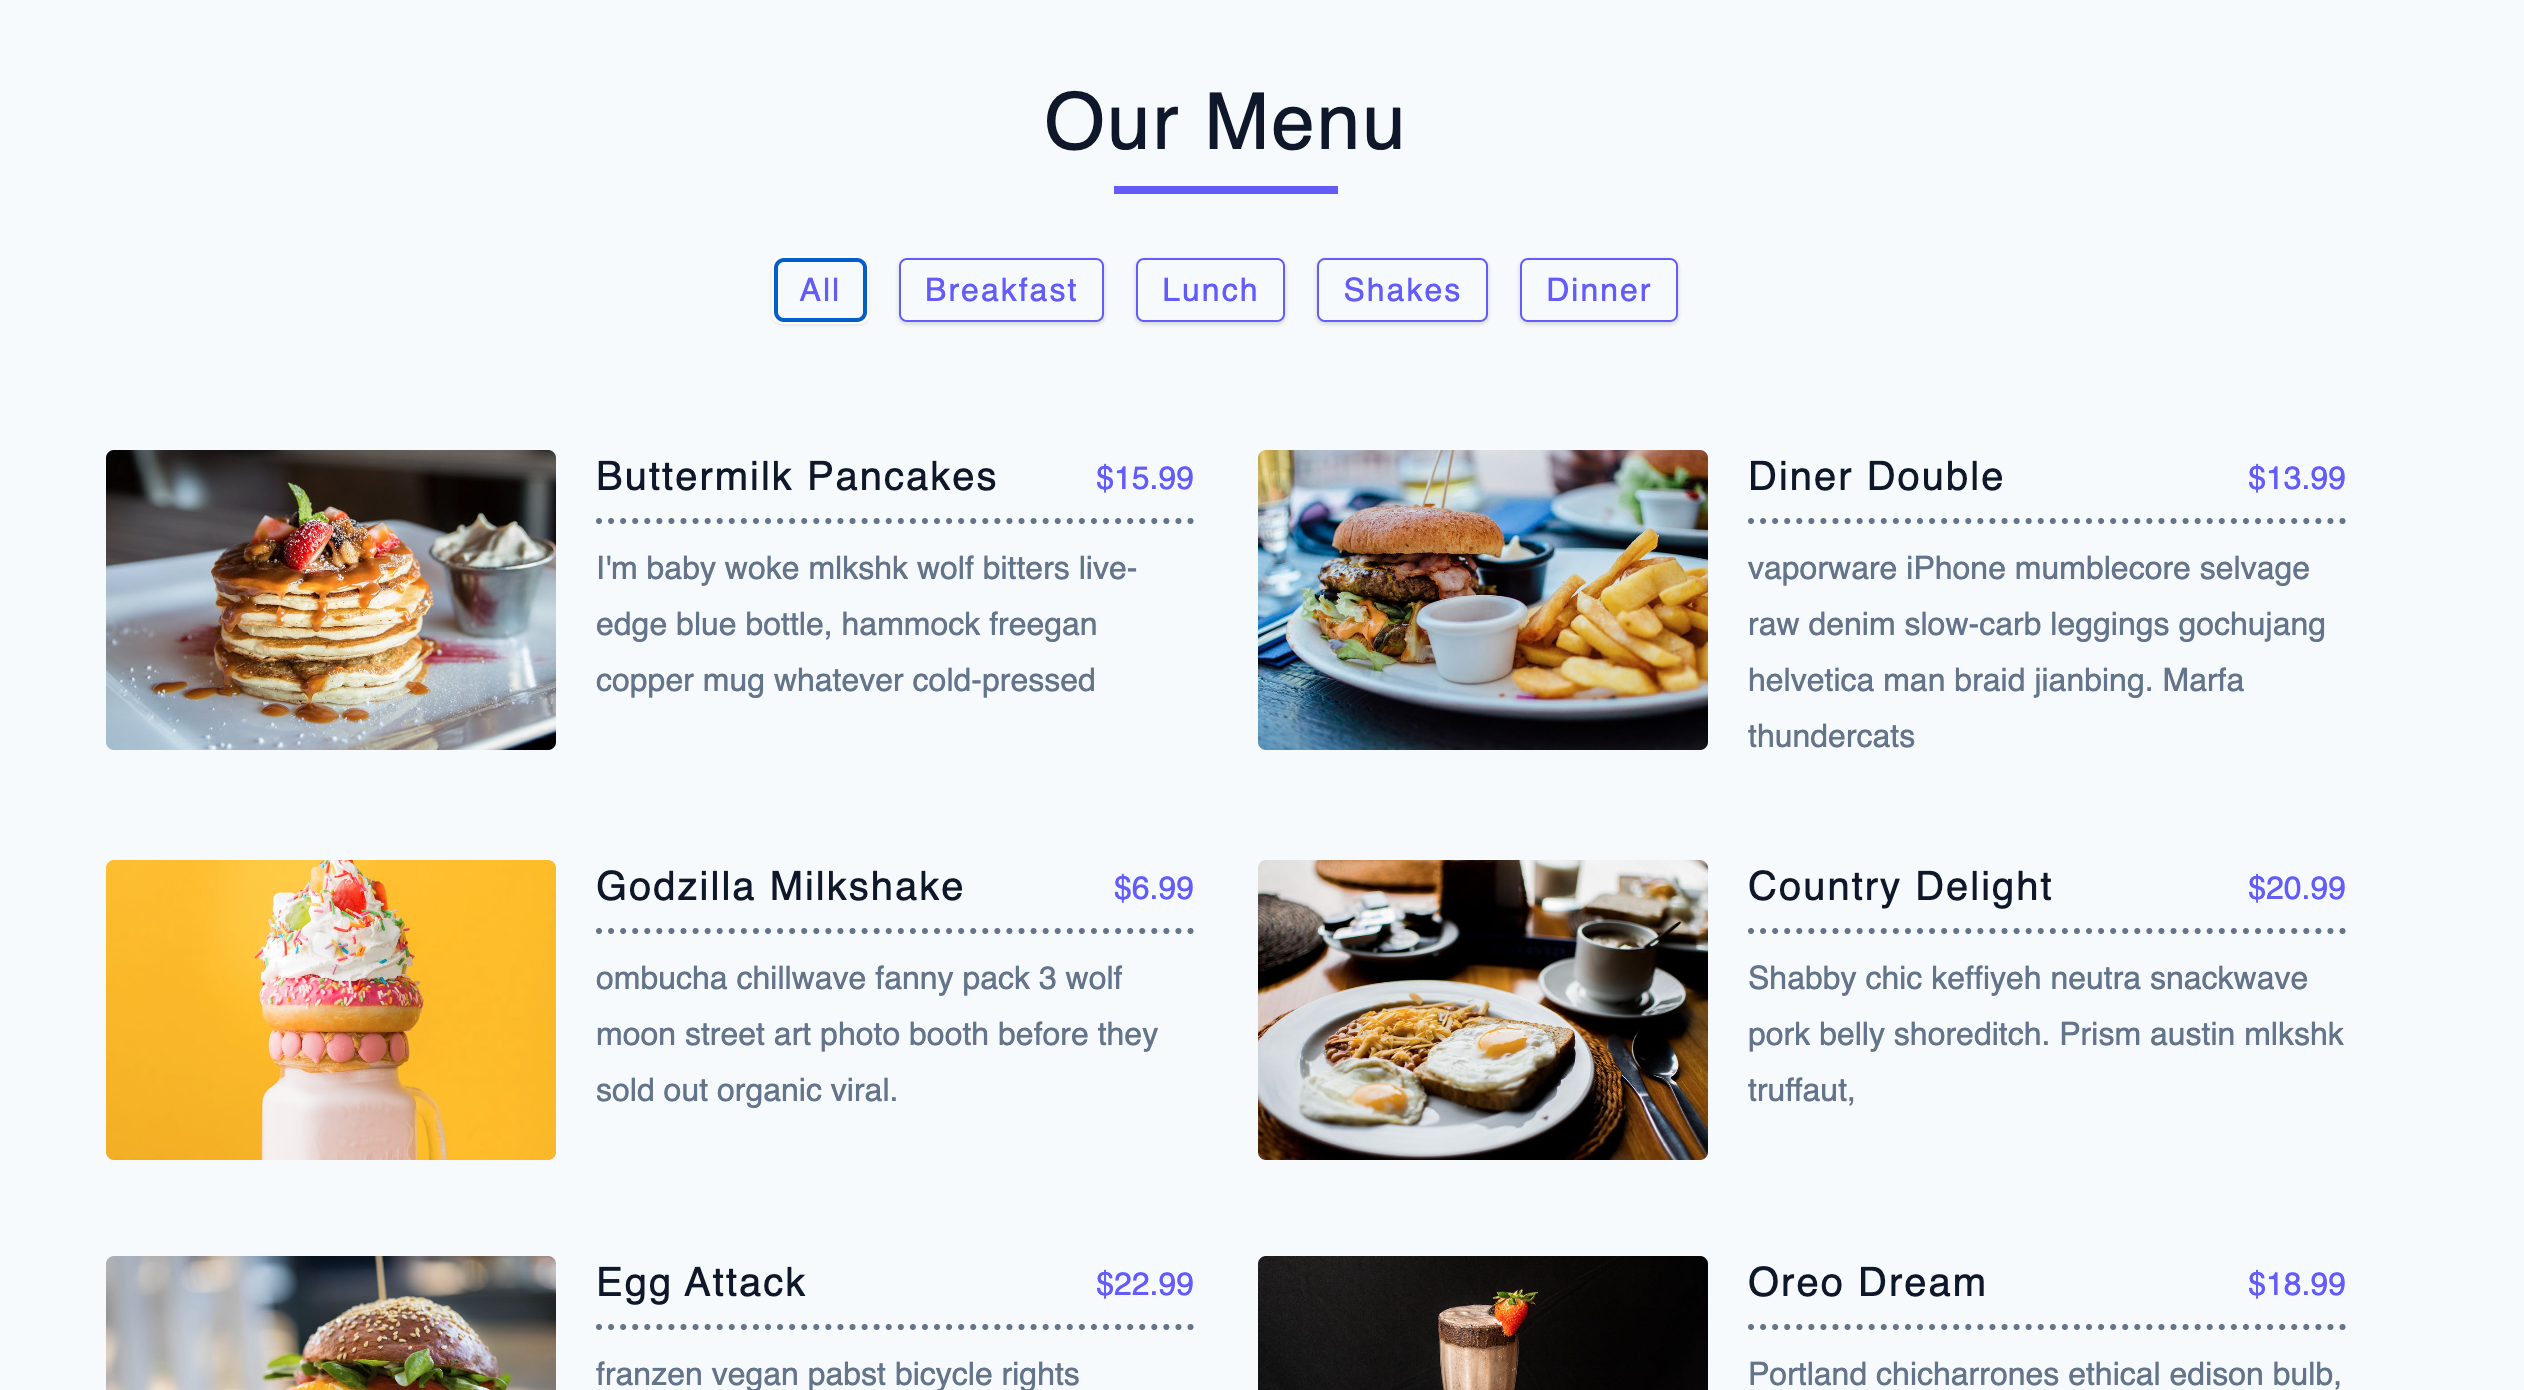 Our Menu
All
Breakfast
Lunch
Shakes
Dinner
Buttermilk Pancakes
$15.99
I'm baby woke mlkshk wolf bitters live-
edge blue bottle, hammock freegan
copper mug whatever cold-pressed
Diner Double
$13.99
vaporware iPhone mumblecore selvage
raw denim slow-carb leggings gochujang
helvetica man braid jianbing. Marfa
thundercats
Godzilla Milkshake
$6.99
ombucha chillwave fanny pack 3 wolf
moon street art photo booth before they
sold out organic viral.
Country Delight
$20.99
Shabby chic keffiyeh neutra snackwave
pork belly shoreditch. Prism austin mlkshk
truffaut,
Egg Attack
$22.99
franzen vegan pabst bicycle rights
Oreo Dream
$18.99
Portland chicharrones ethical edison bulb,